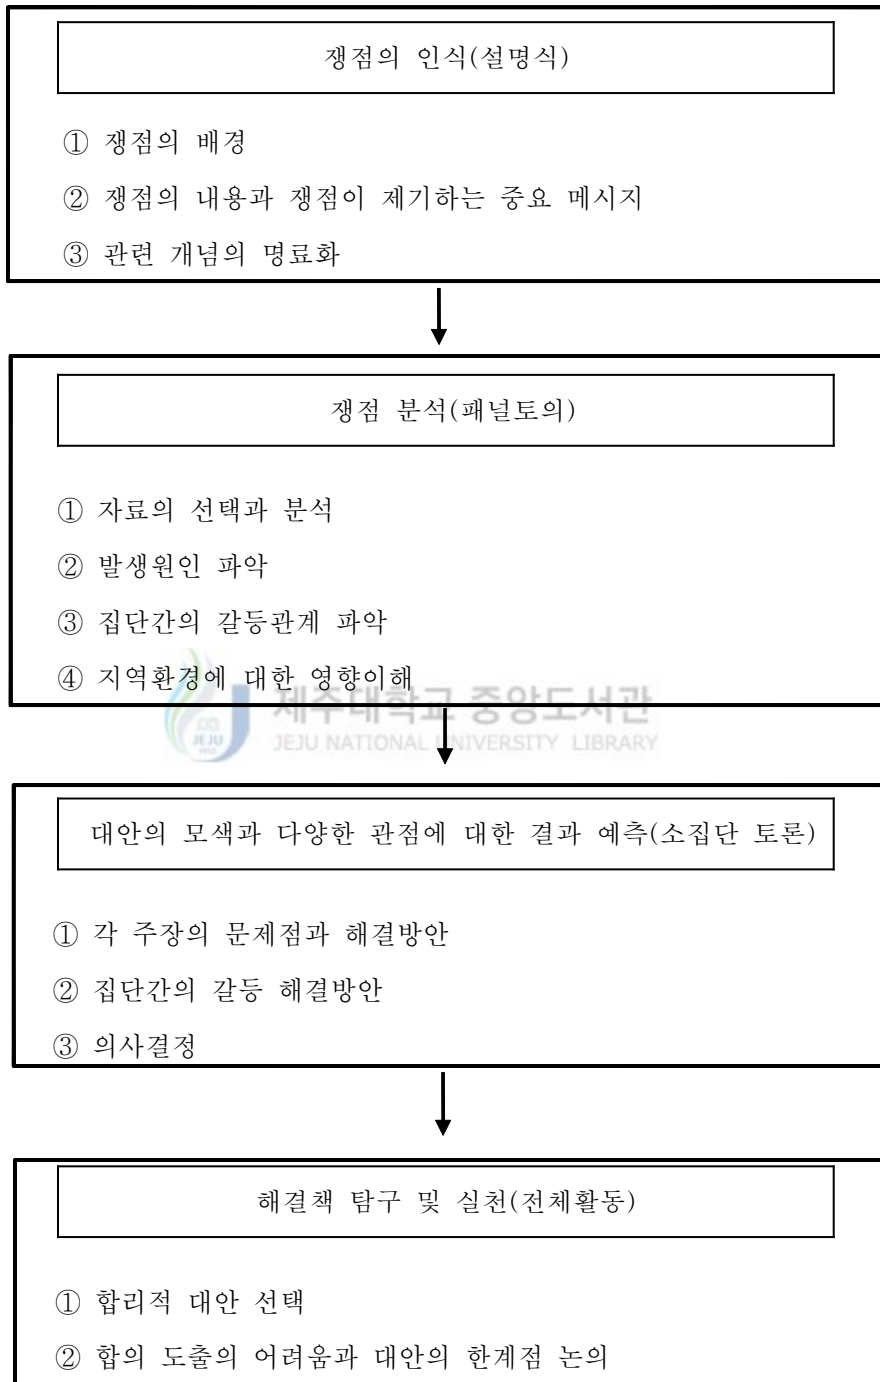 쟁점의 인식(설명식)
① 쟁점의 배경
② 쟁점의 내용과 쟁점이 제기하는 중요 메시지
③ 관련 개념의 명료화
쟁점 분석(패널토의)
① 자료의 선택과 분석
② 발생원인 파악
③ 집단간의 갈등관계 파악
④ 지역환경에 대한 영향이해
제주대학교 중앙도서관
JEJU NATIONAL UNIVERSITY LIBRARY
JEJU
1952
대안의 모색과 다양한 관점에 대한 결과 예측(소집단 토론)
① 각 주장의 문제점과 해결방안
② 집단간의 갈등 해결방안
③ 의사결정
해결책 탐구 및 실천(전체활동)
① 합리적 대안 선택
② 합의 도출의 어려움과 대안의 한계점 논의